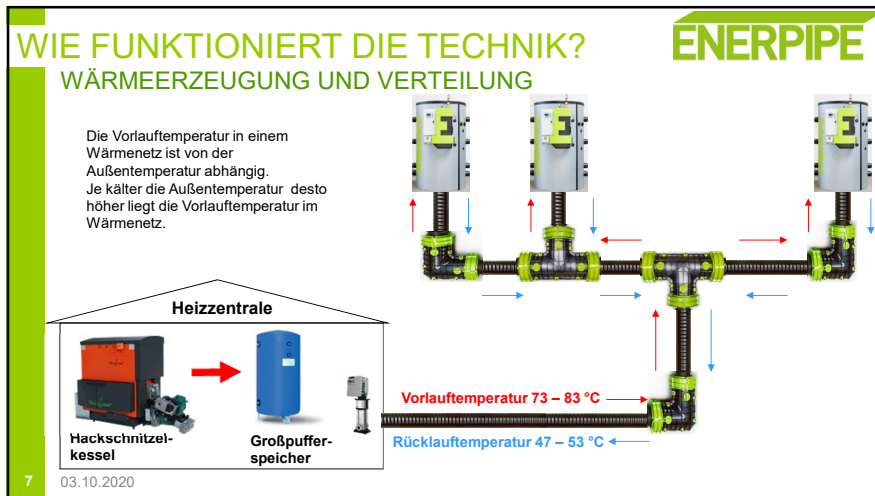 WIE FUNKTIONIERT DIE TECHNIK?
ENERPIPE
WÄRMEERZEUGUNG UND VERTEILUNG
Die Vorlauftemperatur in einem
Wärmenetz ist von der
Außentemperatur abhängig.
Je kälter die Außentemperatur desto
höher liegt die Vorlauftemperatur im
Wärmenetz.
Heizzentrale
Hackschnitzel-
kessel
Großpuffer-
speicher
Vorlauftemperatur 73 – 83 °C
Rücklauftemperatur 47 – 53 °C
7
03.10.2020